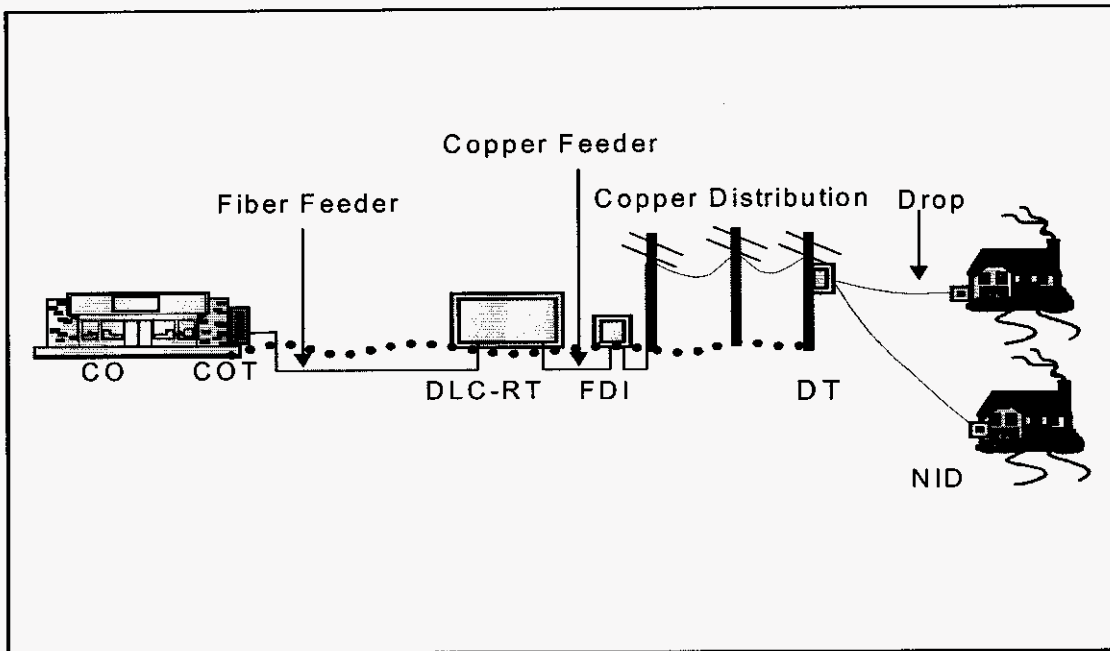 Copper Feeder
Fiber Feeder
Copper Distribution
Drop
CO
COT
DLC-RT
FDI
DT
NID